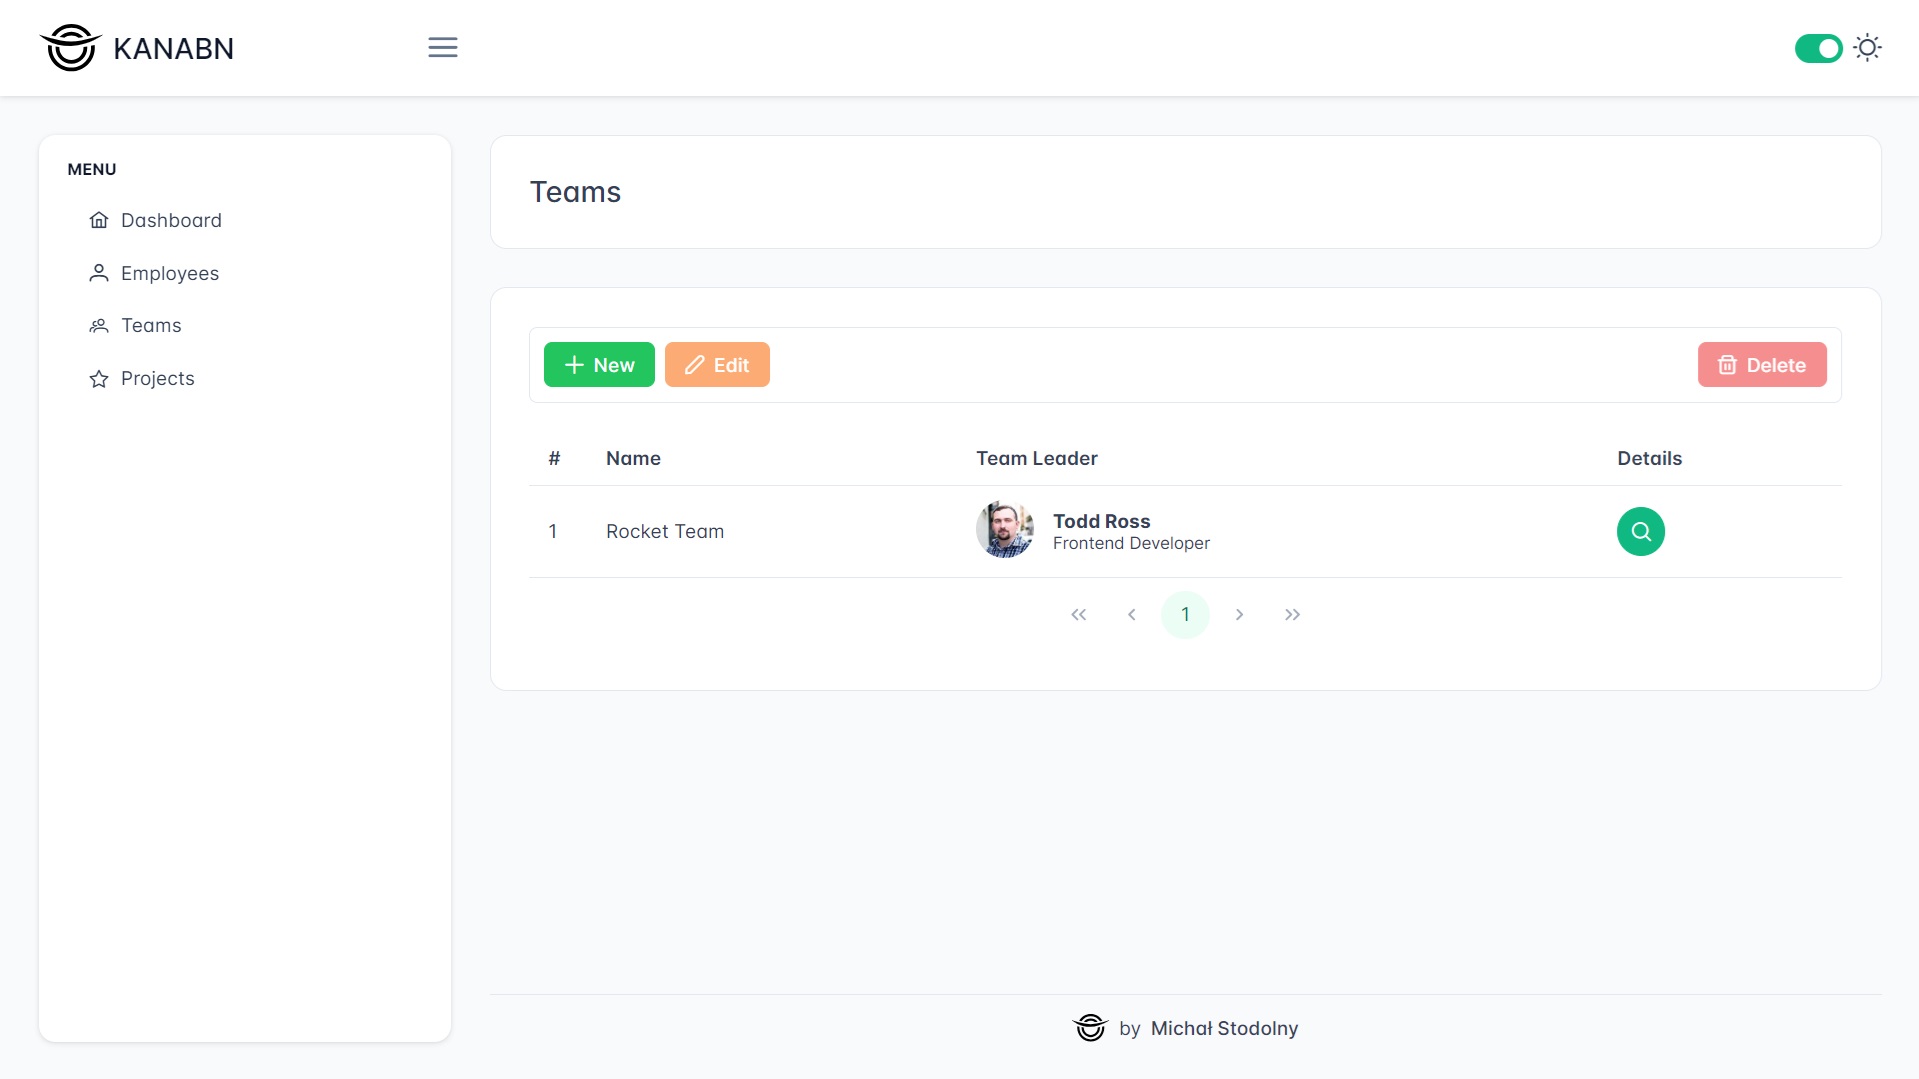 KANABN
MENU
Dashboard
Employees
Teams
Projects
Teams
New
Edit
Delete
# Name Team Leader Details
1 Rocket Team Todd Ross
Frontend Developer
1
by Michał Stodolny